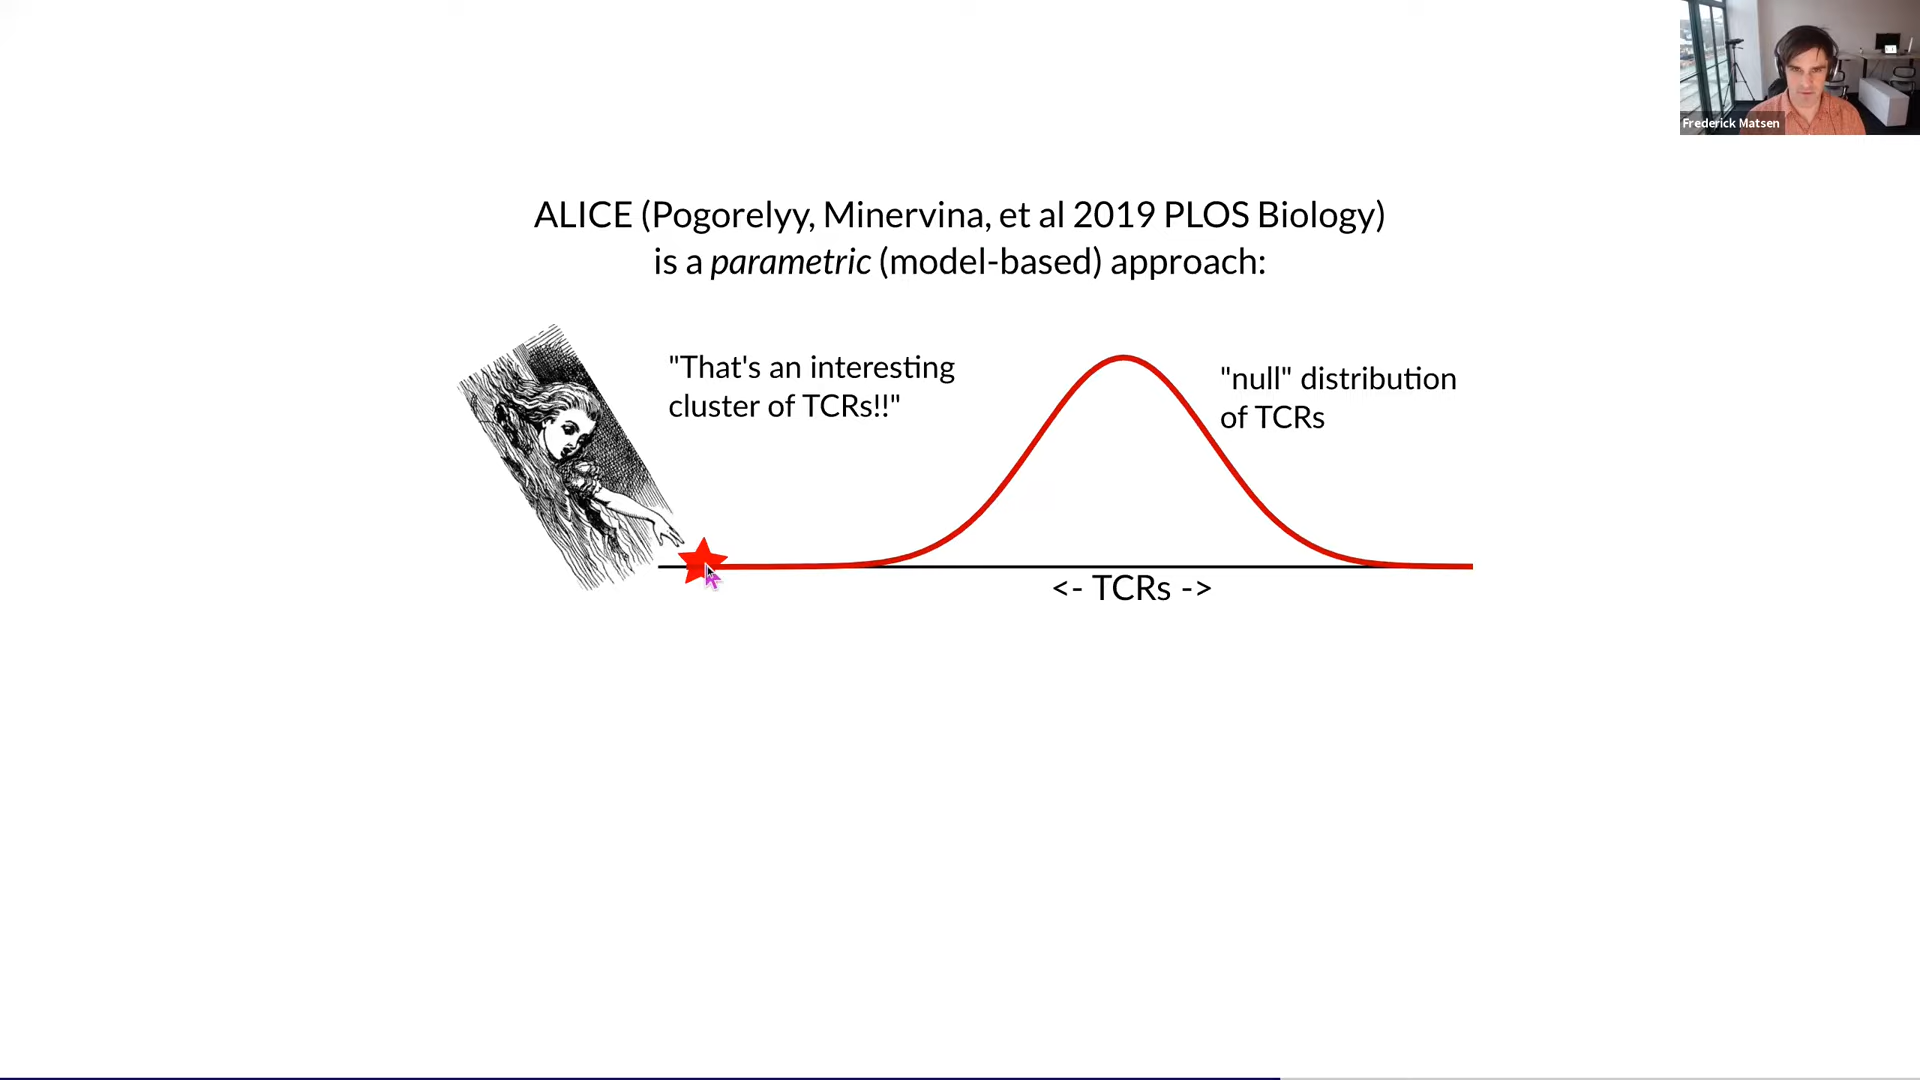 Frederick Matsen
ALICE (Pogorelyy, Minervina, et al 2019 PLOS Biology)
is a parametric (model-based) approach:
"That's an interesting
cluster of TCRs!!"
"null" distribution
of TCRs
<- TCRs ->